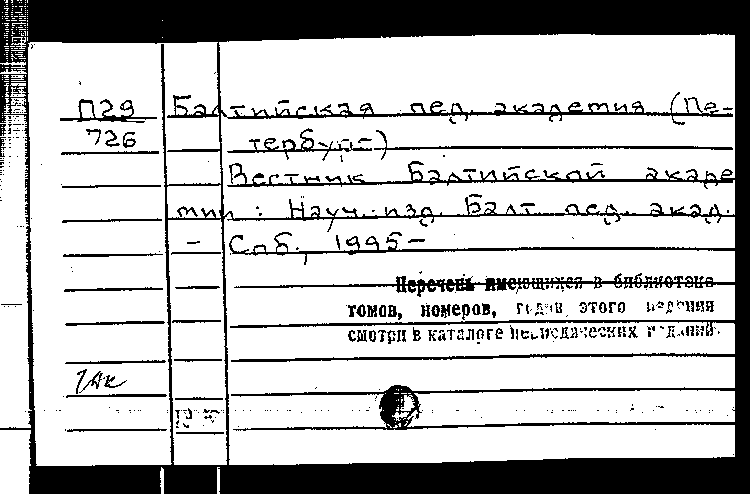 П29 Балтийская пед. академия (Пе-
726 тербург)
Вестник Балтийской акаде
мии : Науч. изд. Балт. пед. акад.
- Спб., 1995-
Перечень имеющихся в библиотеке
томов, номеров, годов этого издания
смотри в каталоге периодических изданий.